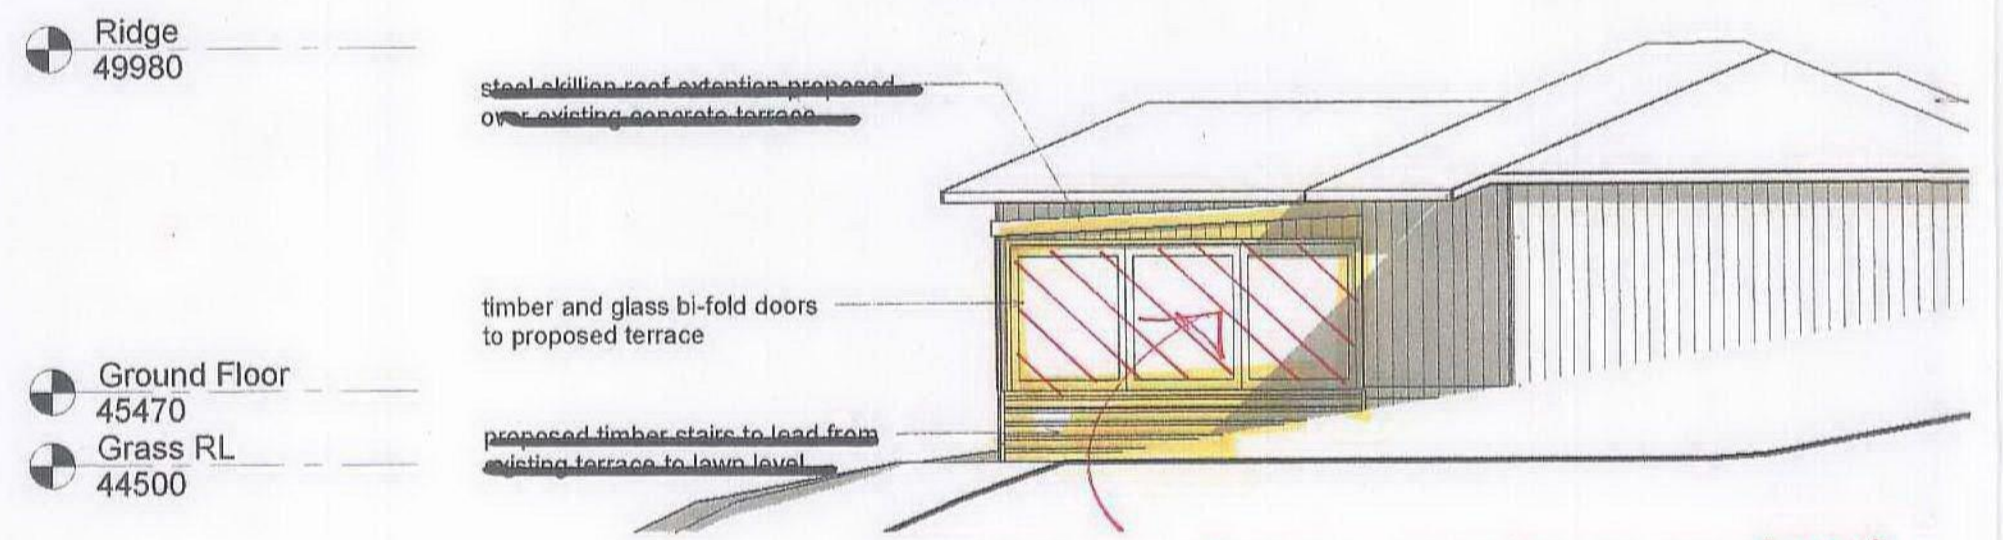 Ridge
49980
steel skillion roof extention proposed
over existing concrete terrace
timber and glass bi-fold doors
to proposed terrace
Ground Floor
45470
proposed timber stairs to lead from
existing terrace to lawn level
Grass RL
44500